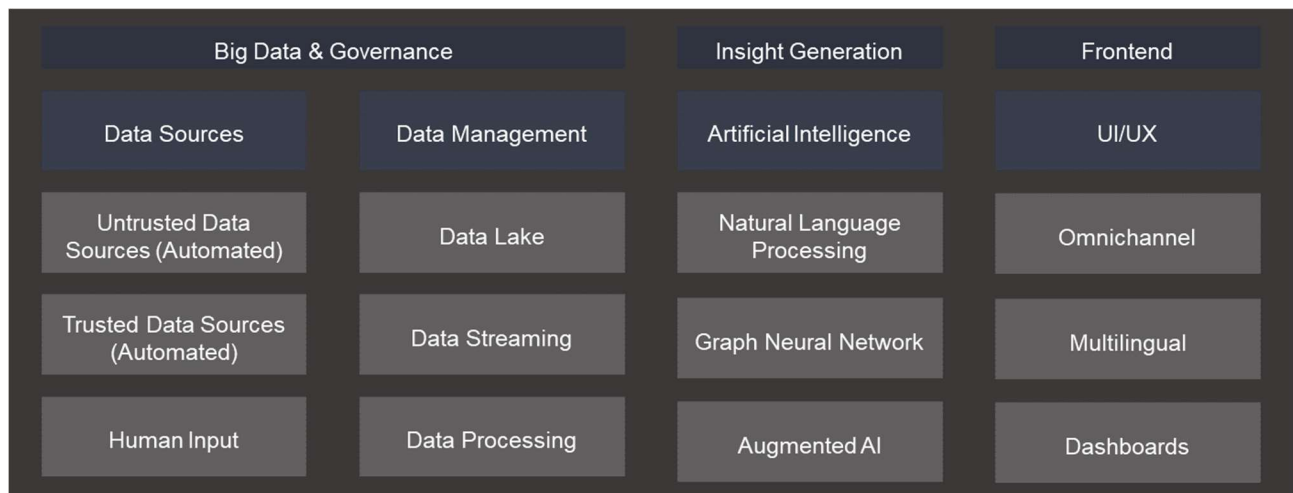 Big Data & Governance
Insight Generation
Frontend
Data Sources
Data Management
Artificial Intelligence
UI/UX
Untrusted Data
Sources (Automated)
Data Lake
Natural Language
Processing
Omnichannel
Trusted Data Sources
(Automated)
Data Streaming
Graph Neural Network
Multilingual
Human Input
Data Processing
Augmented AI
Dashboards